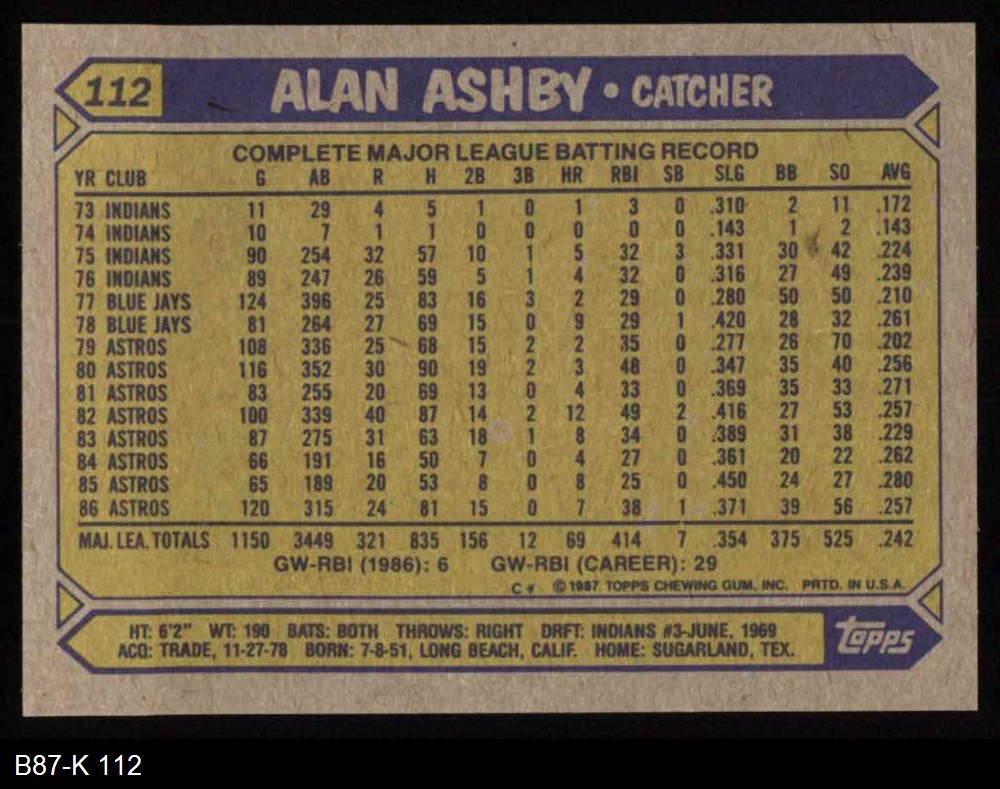 112 ALAN ASHBY • CATCHER
COMPLETE MAJOR LEAGUE BATTING RECORD
YR CLUB G AB R H 2B 3B HR RBI SB SLG BB SO AVG
73 INDIANS 11 29 4 5 1 0 1 3 0 .310 2 11 .172
74 INDIANS 10 7 1 1 0 0 0 0 0 .143 1 2 .143
75 INDIANS 90 254 32 57 10 1 5 32 3 .331 30 42 .224
76 INDIANS 89 247 26 59 5 1 4 32 0 .316 27 49 .239
77 BLUE JAYS 124 396 25 83 16 3 2 29 0 .280 50 50 .210
78 BLUE JAYS 81 264 27 69 15 0 9 29 1 .420 28 32 .261
79 ASTROS 108 336 25 68 15 2 2 35 0 .277 26 70 .202
80 ASTROS 116 352 30 90 19 2 3 48 0 .347 35 40 .256
81 ASTROS 83 255 20 69 13 0 4 33 0 .369 35 33 .271
82 ASTROS 100 339 40 87 14 2 12 49 2 .416 27 53 .257
83 ASTROS 87 275 31 63 18 1 8 34 0 .389 31 38 .229
84 ASTROS 66 191 16 50 7 0 4 27 0 .361 20 22 .262
85 ASTROS 65 189 20 53 8 0 8 25 0 .450 24 27 .280
86 ASTROS 120 315 24 81 15 0 7 38 1 .371 39 56 .257
MAJ. LEA. TOTALS 1150 3449 321 835 156 12 69 414 7 .354 375 525 .242
GW-RBI (1986): 6 GW-RBI (CAREER): 29
C* © 1987 TOPPS CHEWING GUM, INC. PRTD. IN U.S.A.
HT: 6'2" WT: 190 BATS: BOTH THROWS: RIGHT DRFT: INDIANS #3-JUNE, 1969
ACQ: TRADE, 11-27-78 BORN: 7-8-51, LONG BEACH, CALIF. HOME: SUGARLAND, TEX.
topps
B87-K 112